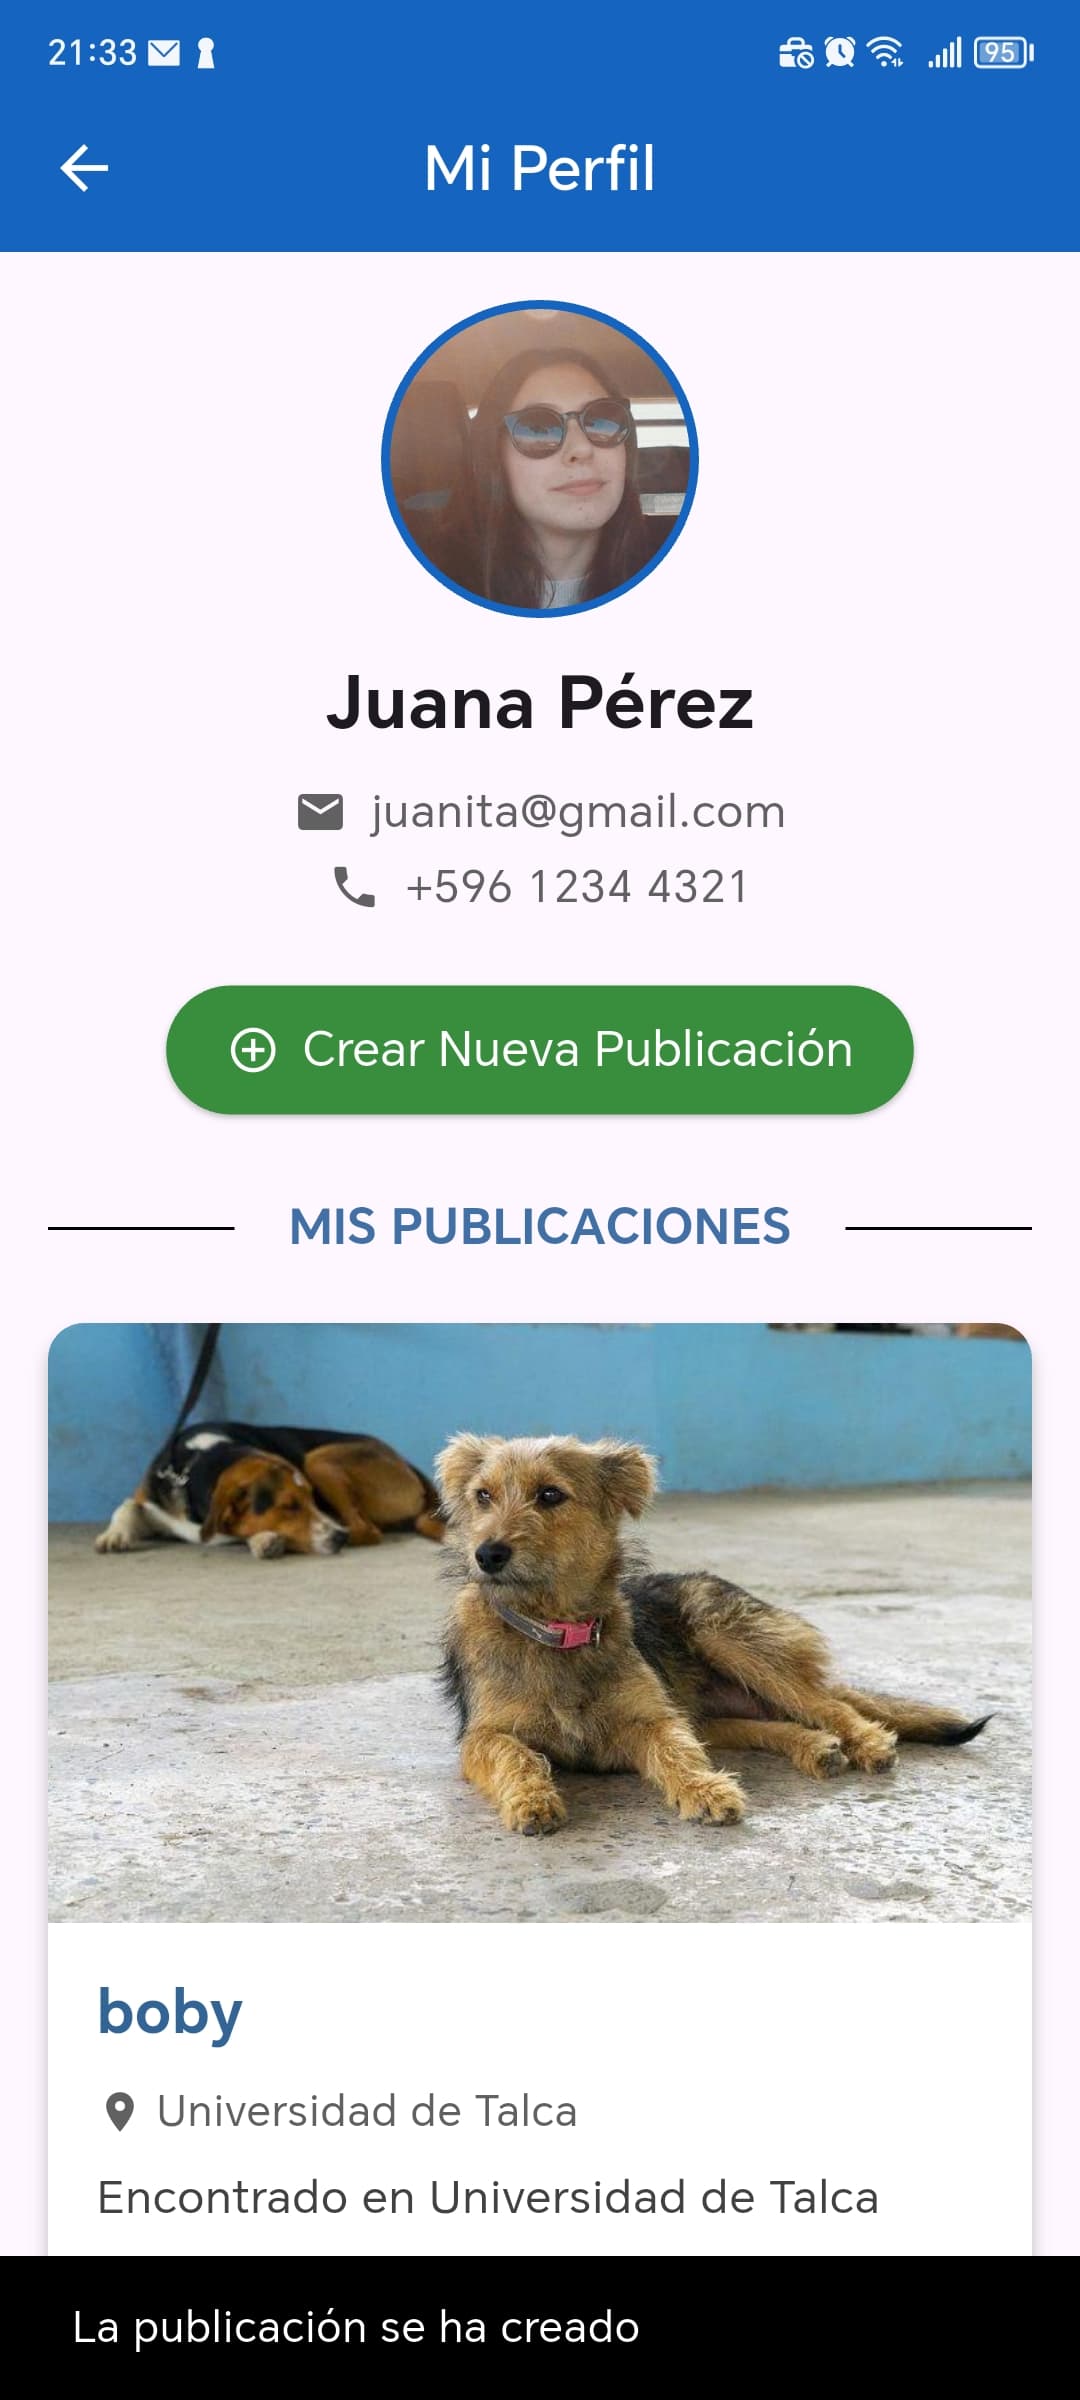 21:33
95
Mi Perfil
Juana Pérez
juanita@gmail.com
+596 1234 4321
Crear Nueva Publicación
MIS PUBLICACIONES
boby
Universidad de Talca
Encontrado en Universidad de Talca
La publicación se ha creado